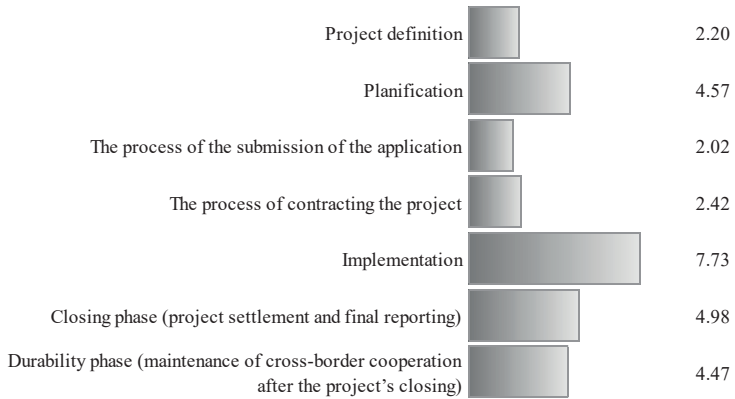 Project definition 2.20
Planification 4.57
The process of the submission of the application 2.02
The process of contracting the project 2.42
Implementation 7.73
Closing phase (project settlement and final reporting) 4.98
Durability phase (maintenance of cross-border cooperation
after the project's closing) 4.47